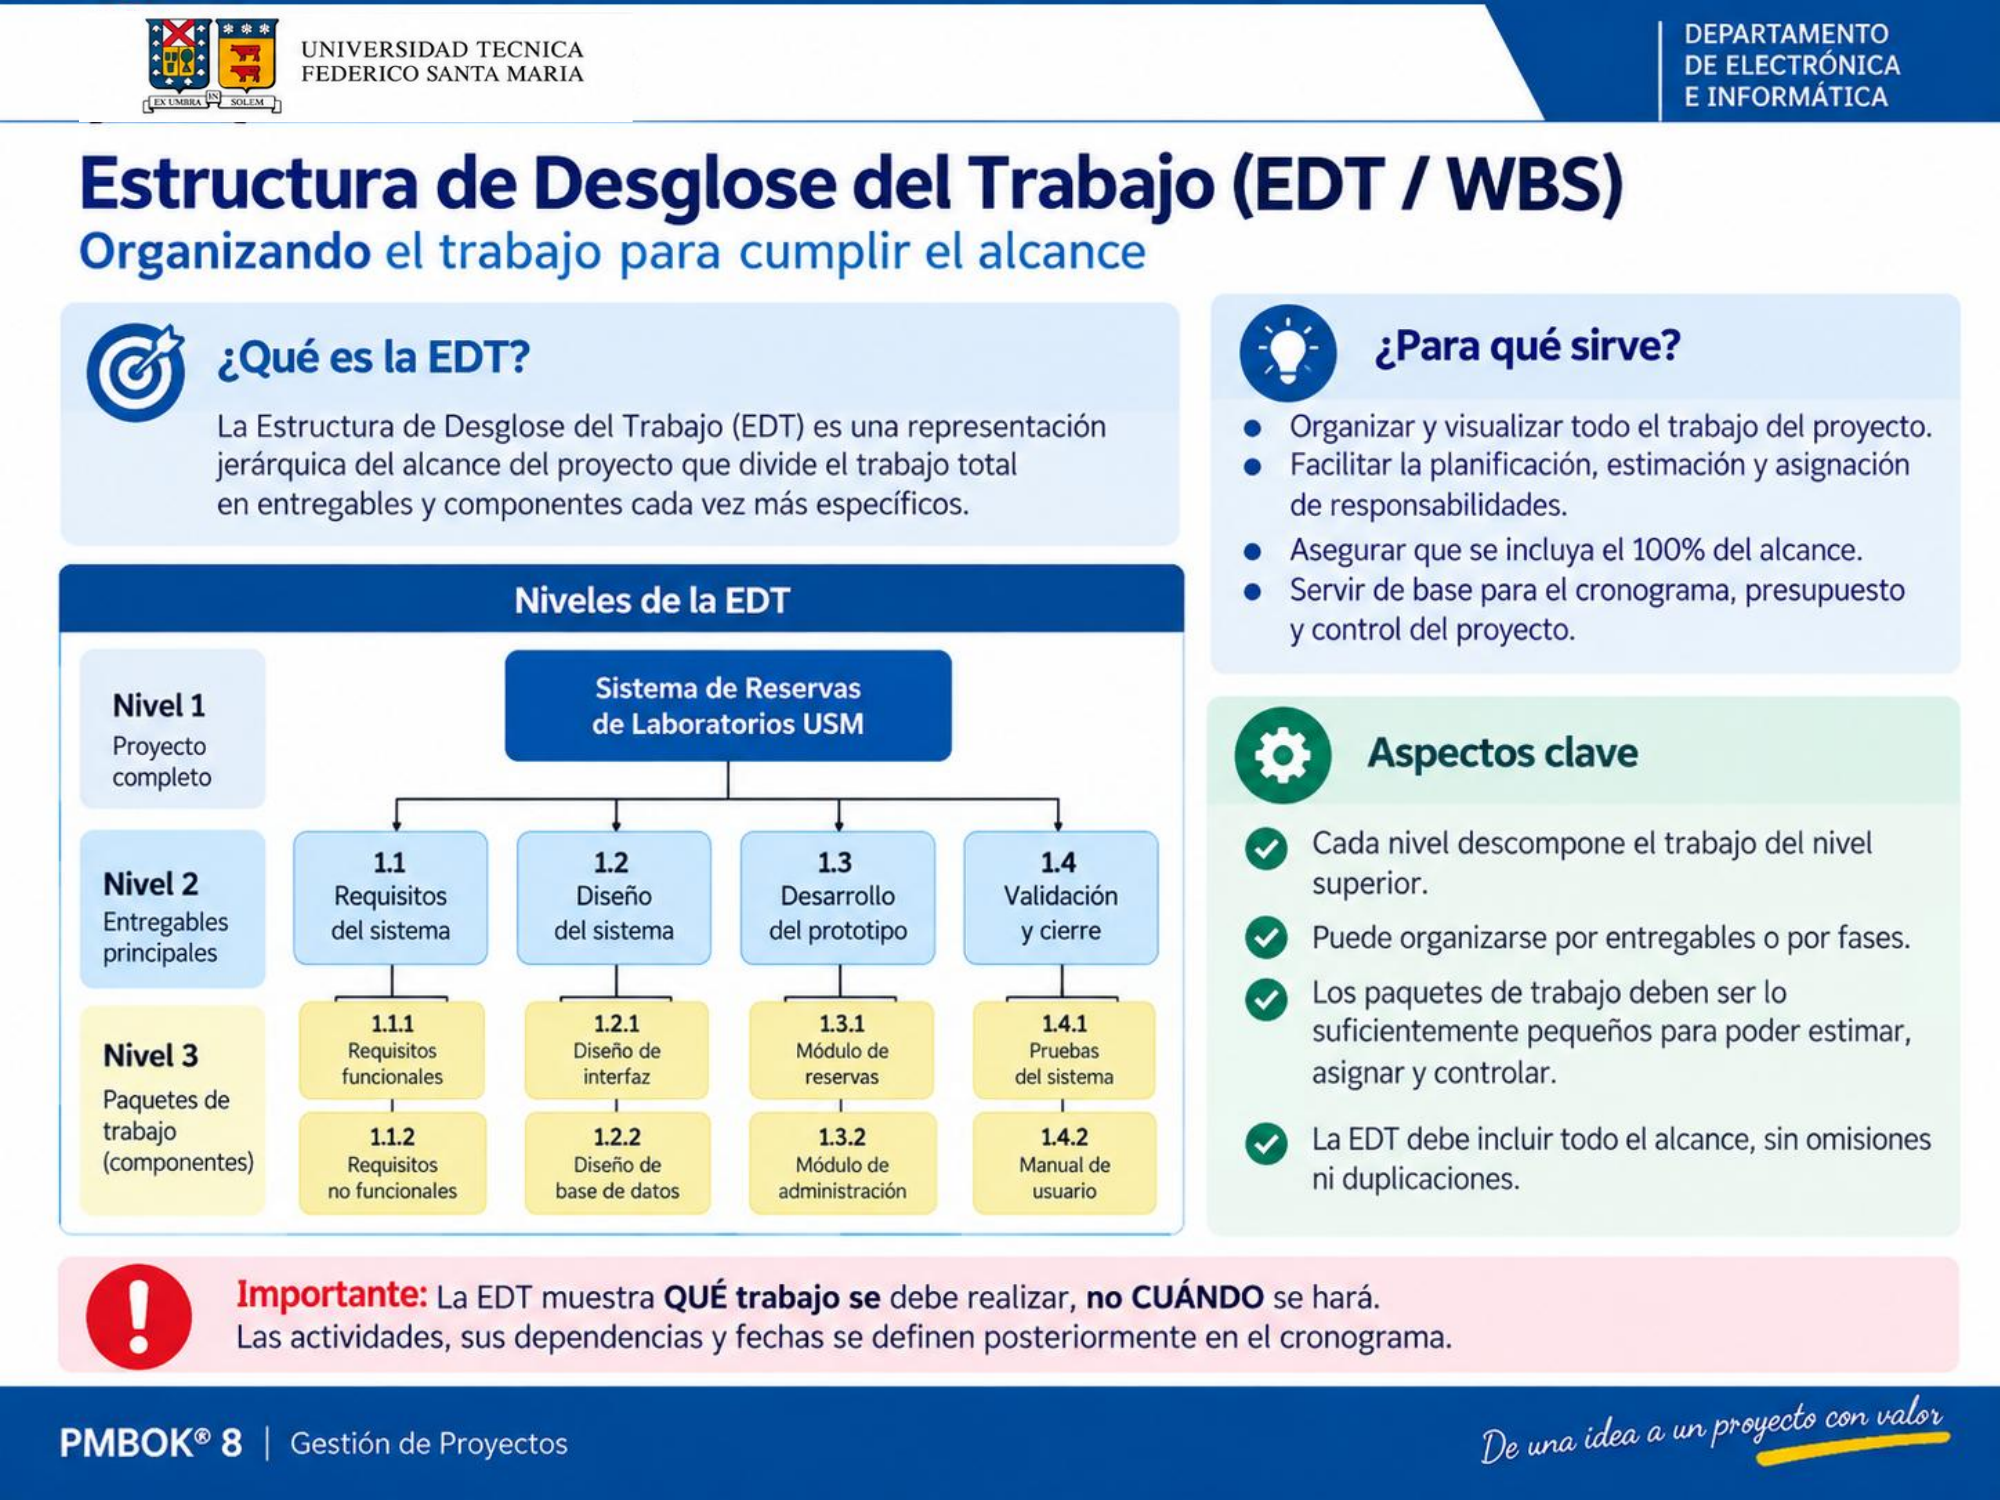 EX UMBRA IN SOLEM
UNIVERSIDAD TECNICA
FEDERICO SANTA MARIA
DEPARTAMENTO
DE ELECTRÓNICA
E INFORMÁTICA
Estructura de Desglose del Trabajo (EDT / WBS)
Organizando el trabajo para cumplir el alcance
¿Qué es la EDT?
La Estructura de Desglose del Trabajo (EDT) es una representación
jerárquica del alcance del proyecto que divide el trabajo total
en entregables y componentes cada vez más específicos.
Niveles de la EDT
Nivel 1
Proyecto
completo
Sistema de Reservas
de Laboratorios USM
Nivel 2
Entregables
principales
1.1
Requisitos
del sistema
1.2
Diseño
del sistema
1.3
Desarrollo
del prototipo
1.4
Validación
y cierre
Nivel 3
Paquetes de
trabajo
(componentes)
1.1.1
Requisitos
funcionales
1.2.1
Diseño de
interfaz
1.3.1
Módulo de
reservas
1.4.1
Pruebas
del sistema
1.1.2
Requisitos
no funcionales
1.2.2
Diseño de
base de datos
1.3.2
Módulo de
administración
1.4.2
Manual de
usuario
¿Para qué sirve?
● Organizar y visualizar todo el trabajo del proyecto.
● Facilitar la planificación, estimación y asignación
de responsabilidades.
● Asegurar que se incluya el 100% del alcance.
● Servir de base para el cronograma, presupuesto
y control del proyecto.
Aspectos clave
Cada nivel descompone el trabajo del nivel
superior.
Puede organizarse por entregables o por fases.
Los paquetes de trabajo deben ser lo
suficientemente pequeños para poder estimar,
asignar y controlar.
La EDT debe incluir todo el alcance, sin omisiones
ni duplicaciones.
Importante: La EDT muestra QUÉ trabajo se debe realizar, no CUÁNDO se hará.
Las actividades, sus dependencias y fechas se definen posteriormente en el cronograma.
PMBOK® 8 | Gestión de Proyectos
De una idea a un proyecto con valor